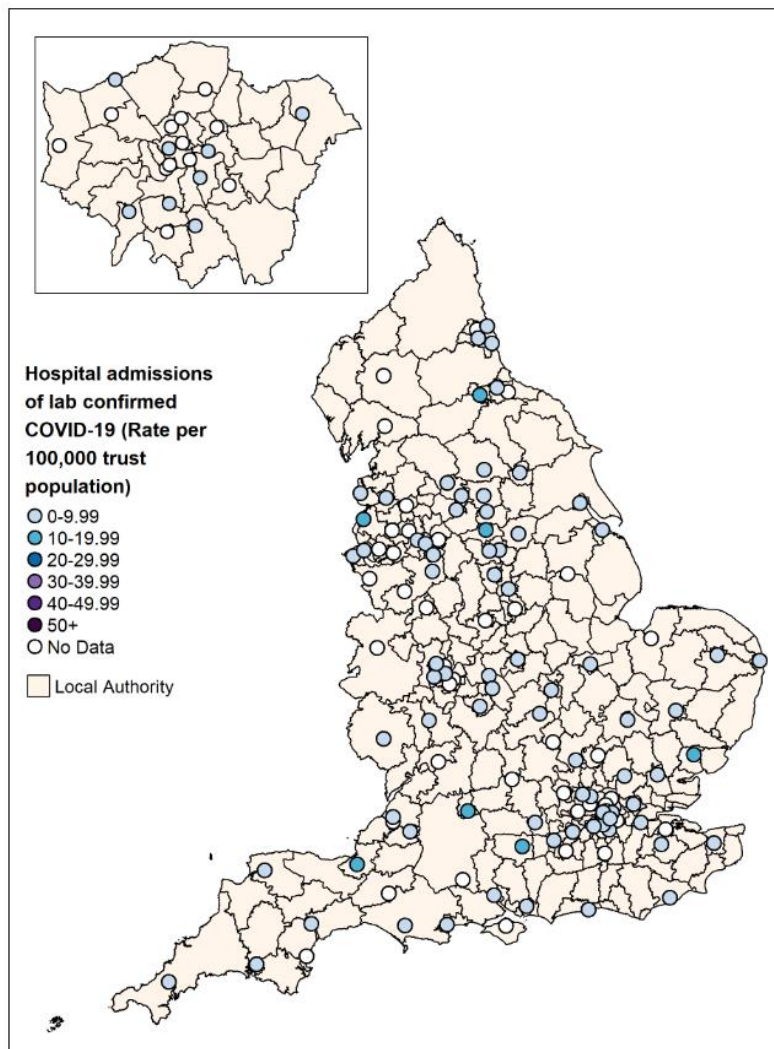 Hospital admissions
of lab confirmed
COVID-19 (Rate per
100,000 trust
population)
0-9.99
10-19.99
20-29.99
30-39.99
40-49.99
50+
No Data
Local Authority